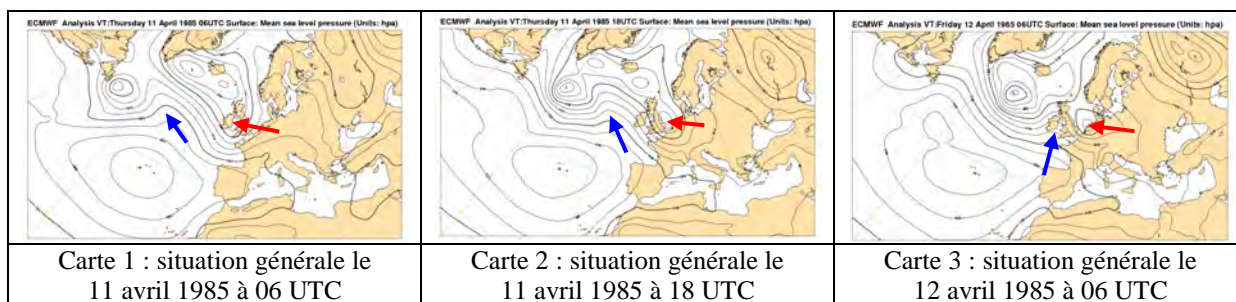 ECMWF Analysis VT:Thursday 11 April 1985 06UTC Surface: Mean sea level pressure (Units: hpa)
ECMWF Analysis VT:Thursday 11 April 1985 18UTC Surface: Mean sea level pressure (Units: hpa)
ECMWF Analysis VT:Friday 12 April 1985 06UTC Surface: Mean sea level pressure (Units: hpa)
Carte 1 : situation générale le
11 avril 1985 à 06 UTC
Carte 2 : situation générale le
11 avril 1985 à 18 UTC
Carte 3 : situation générale le
12 avril 1985 à 06 UTC